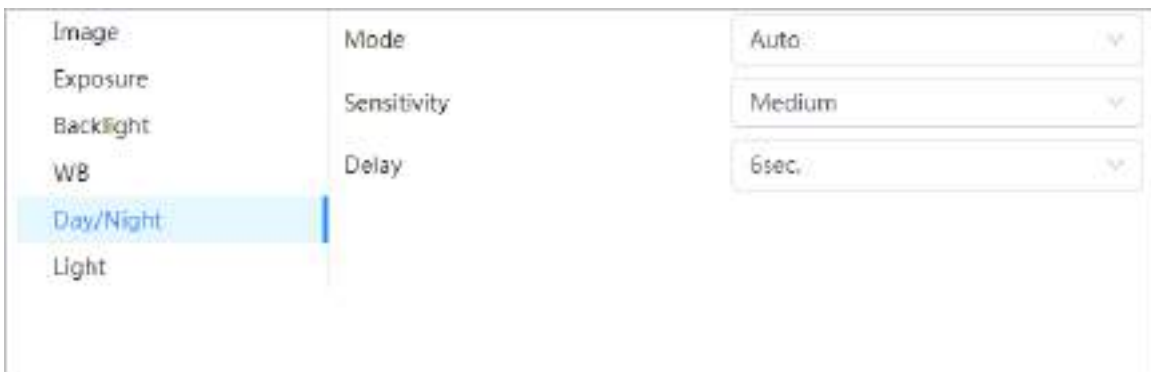 Image
Exposure
Backlight
WB
Day/Night
Light
Mode Auto
Sensitivity Medium
Delay 6sec.